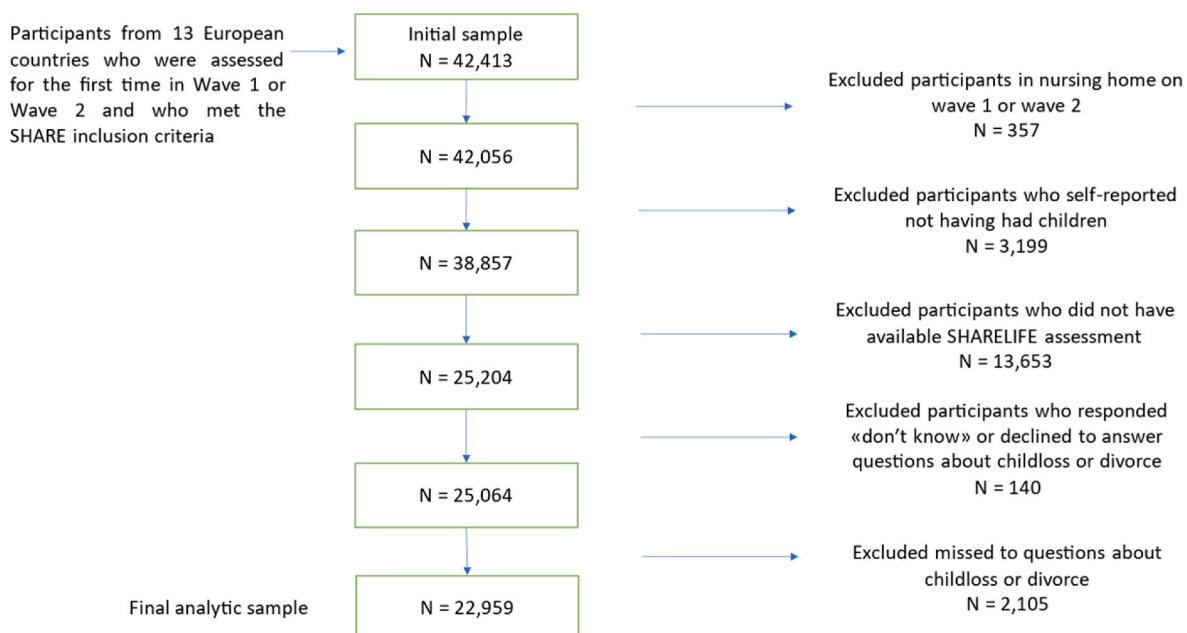 Participants from 13 European
countries who were assessed
for the first time in Wave 1 or
Wave 2 and who met the
SHARE inclusion criteria
Initial sample
N = 42,413
Excluded participants in nursing home on
wave 1 or wave 2
N = 357
N = 42,056
Excluded participants who self-reported
not having had children
N = 3,199
N = 38,857
Excluded participants who did not have
available SHARELIFE assessment
N = 13,653
N = 25,204
Excluded participants who responded
«don’t know» or declined to answer
questions about childloss or divorce
N = 140
N = 25,064
Excluded missed to questions about
childloss or divorce
N = 2,105
Final analytic sample
N = 22,959